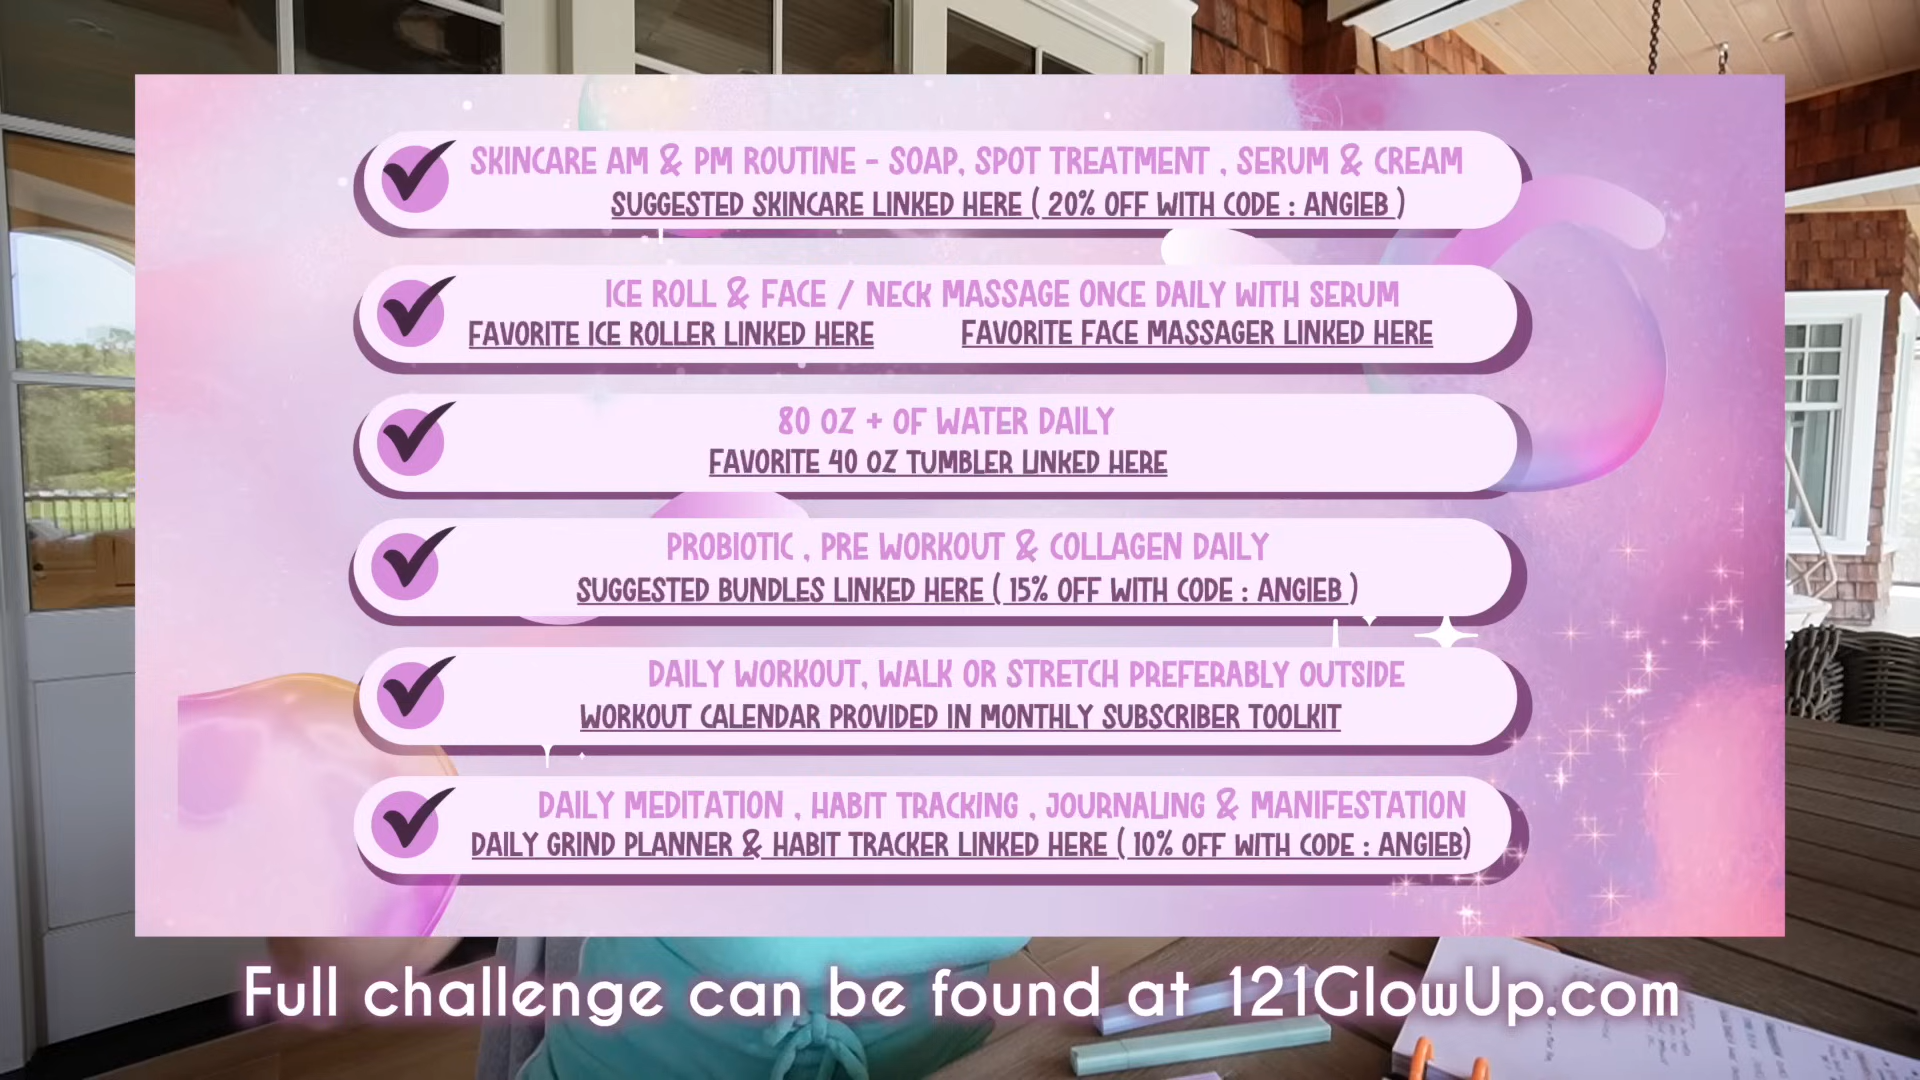 SKINCARE AM & PM ROUTINE - SOAP, SPOT TREATMENT , SERUM & CREAM
SUGGESTED SKINCARE LINKED HERE ( 20% OFF WITH CODE : ANGIEB )
ICE ROLL & FACE / NECK MASSAGE ONCE DAILY WITH SERUM
FAVORITE ICE ROLLER LINKED HERE FAVORITE FACE MASSAGER LINKED HERE
80 OZ + OF WATER DAILY
FAVORITE 40 OZ TUMBLER LINKED HERE
PROBIOTIC , PRE WORKOUT & COLLAGEN DAILY
SUGGESTED BUNDLES LINKED HERE ( 15% OFF WITH CODE : ANGIEB )
DAILY WORKOUT, WALK OR STRETCH PREFERABLY OUTSIDE
WORKOUT CALENDAR PROVIDED IN MONTHLY SUBSCRIBER TOOLKIT
DAILY MEDITATION , HABIT TRACKING , JOURNALING & MANIFESTATION
DAILY GRIND PLANNER & HABIT TRACKER LINKED HERE ( 10% OFF WITH CODE : ANGIEB)
Full challenge can be found at 121GlowUp.com